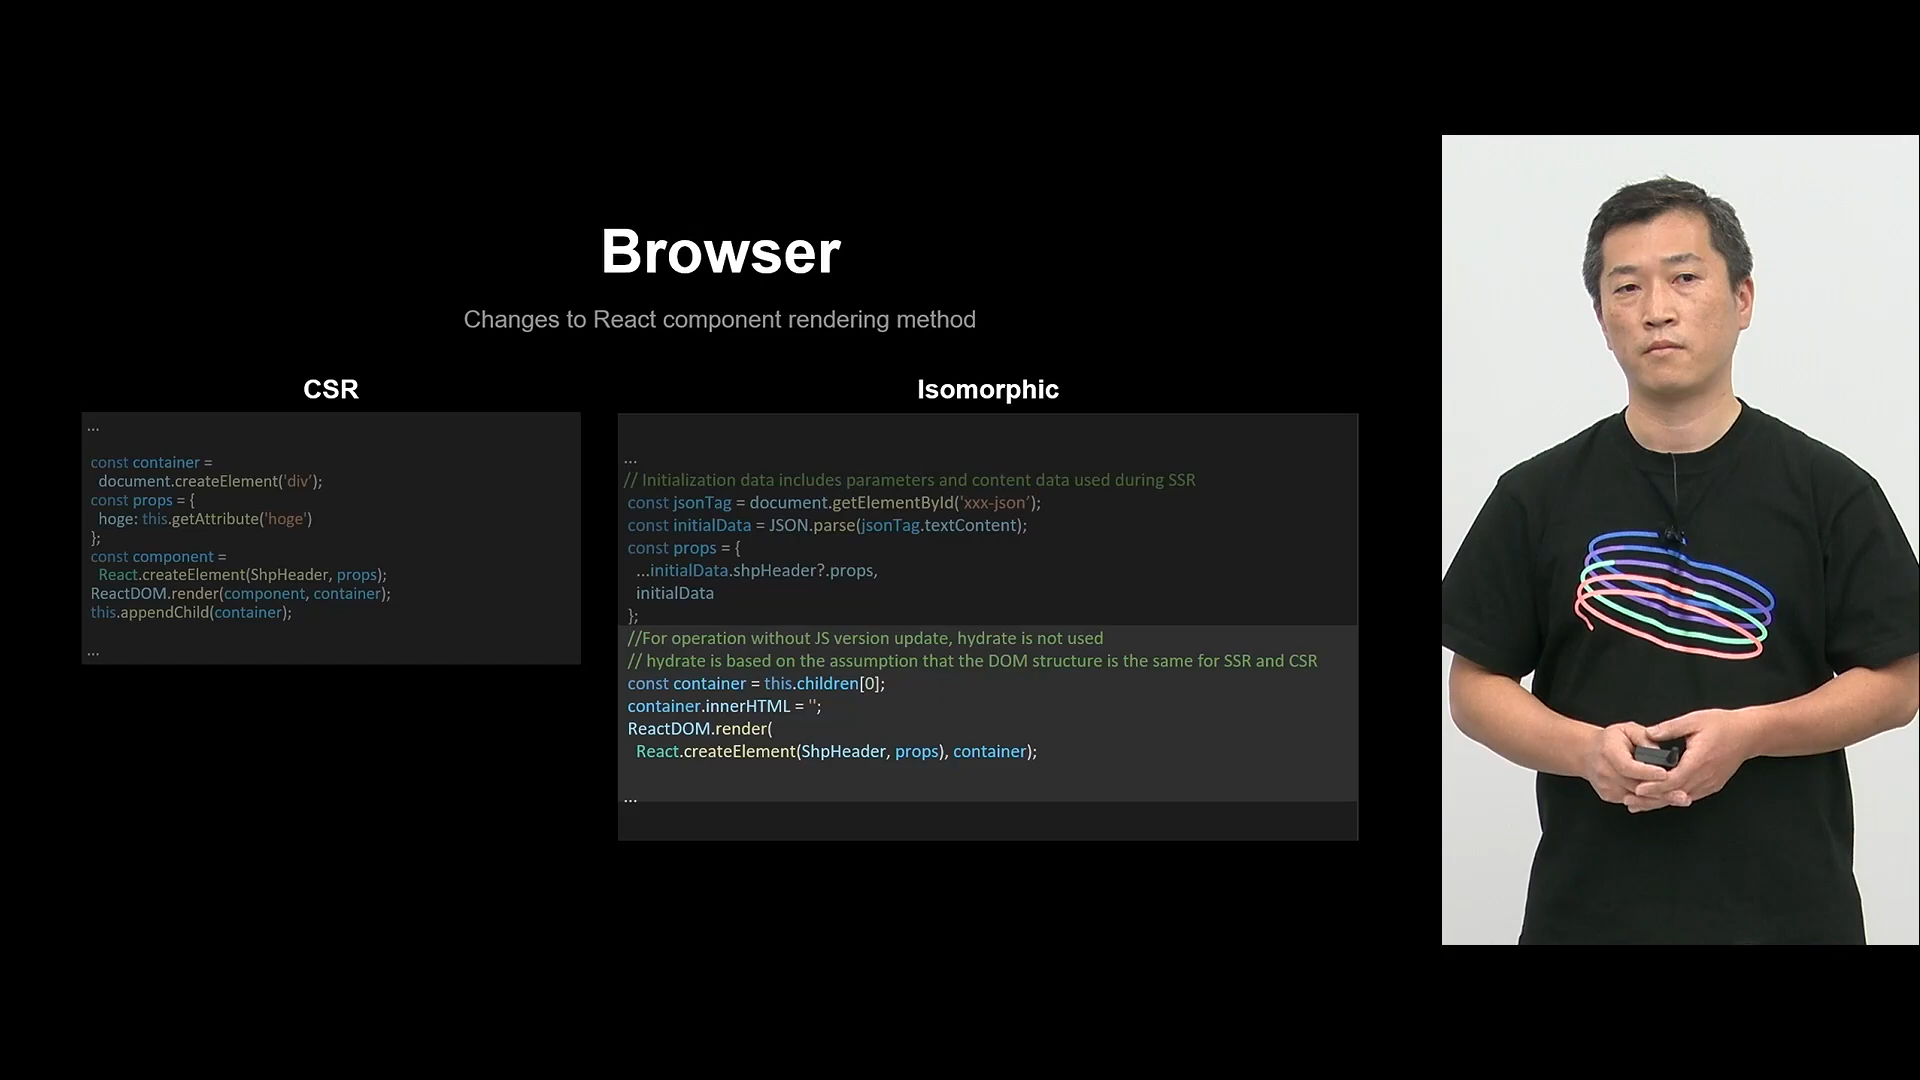 Browser
Changes to React component rendering method
CSR
...
const container =
document.createElement('div');
const props = {
hoge: this.getAttribute('hoge')
};
const component =
React.createElement(ShpHeader, props);
ReactDOM.render(component, container);
this.appendChild(container);
...
Isomorphic
...
// Initialization data includes parameters and content data used during SSR
const jsonTag = document.getElementById('xxx-json’);
const initialData = JSON.parse(jsonTag.textContent);
const props = {
...initialData.shpHeader?.props,
initialData
};
//For operation without JS version update, hydrate is not used
// hydrate is based on the assumption that the DOM structure is the same for SSR and CSR
const container = this.children[0];
container.innerHTML = '';
ReactDOM.render(
React.createElement(ShpHeader, props), container);
...